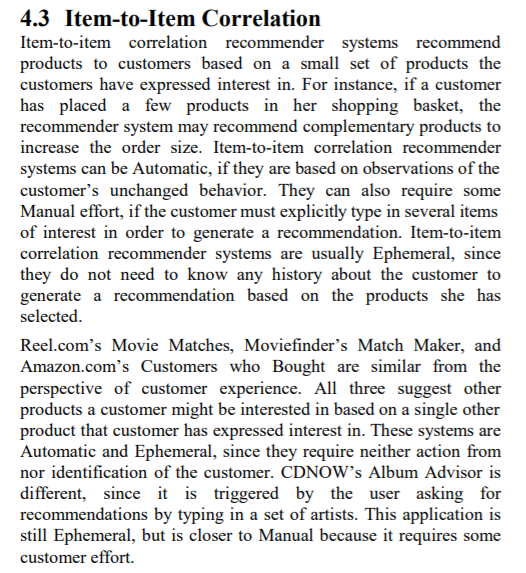 4.3 Item-to-Item Correlation
Item-to-item correlation recommender systems recommend
products to customers based on a small set of products the
customers have expressed interest in. For instance, if a customer
has placed a few products in her shopping basket, the
recommender system may recommend complementary products to
increase the order size. Item-to-item correlation recommender
systems can be Automatic, if they are based on observations of the
customer's unchanged behavior. They can also require some
Manual effort, if the customer must explicitly type in several items
of interest in order to generate a recommendation. Item-to-item
correlation recommender systems are usually Ephemeral, since
they do not need to know any history about the customer to
generate a recommendation based on the products she has
selected.
Reel.com's Movie Matches, Moviefinder's Match Maker, and
Amazon.com's Customers who Bought are similar from the
perspective of customer experience. All three suggest other
products a customer might be interested in based on a single other
product that customer has expressed interest in. These systems are
Automatic and Ephemeral, since they require neither action from
nor identification of the customer. CDNOW's Album Advisor is
different, since it is triggered by the user asking for
recommendations by typing in a set of artists. This application is
still Ephemeral, but is closer to Manual because it requires some
customer effort.